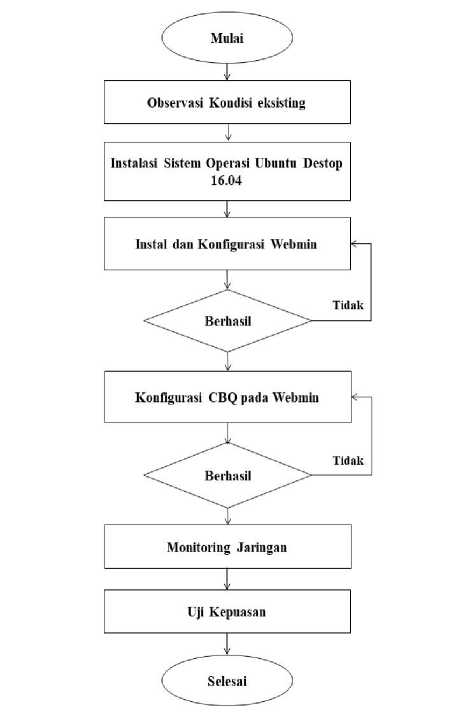 Mulai
Observasi Kondisi eksisting
Instalasi Sistem Operasi Ubuntu Destop
16.04
Instal dan Konfigurasi Webmin
Tidak
Berhasil
Konfigurasi CBQ pada Webmin
Tidak
Berhasil
Monitoring Jaringan
Uji Kepuasan
Selesai